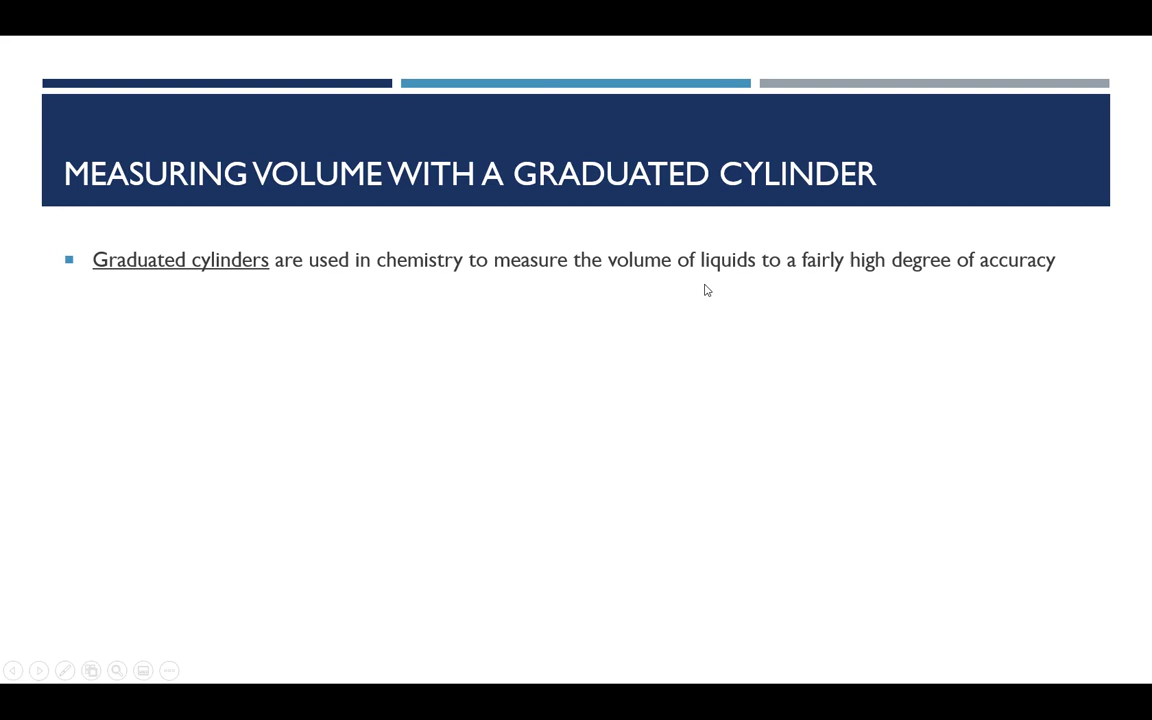 MEASURING VOLUME WITH A GRADUATED CYLINDER
Graduated cylinders are used in chemistry to measure the volume of liquids to a fairly high degree of accuracy